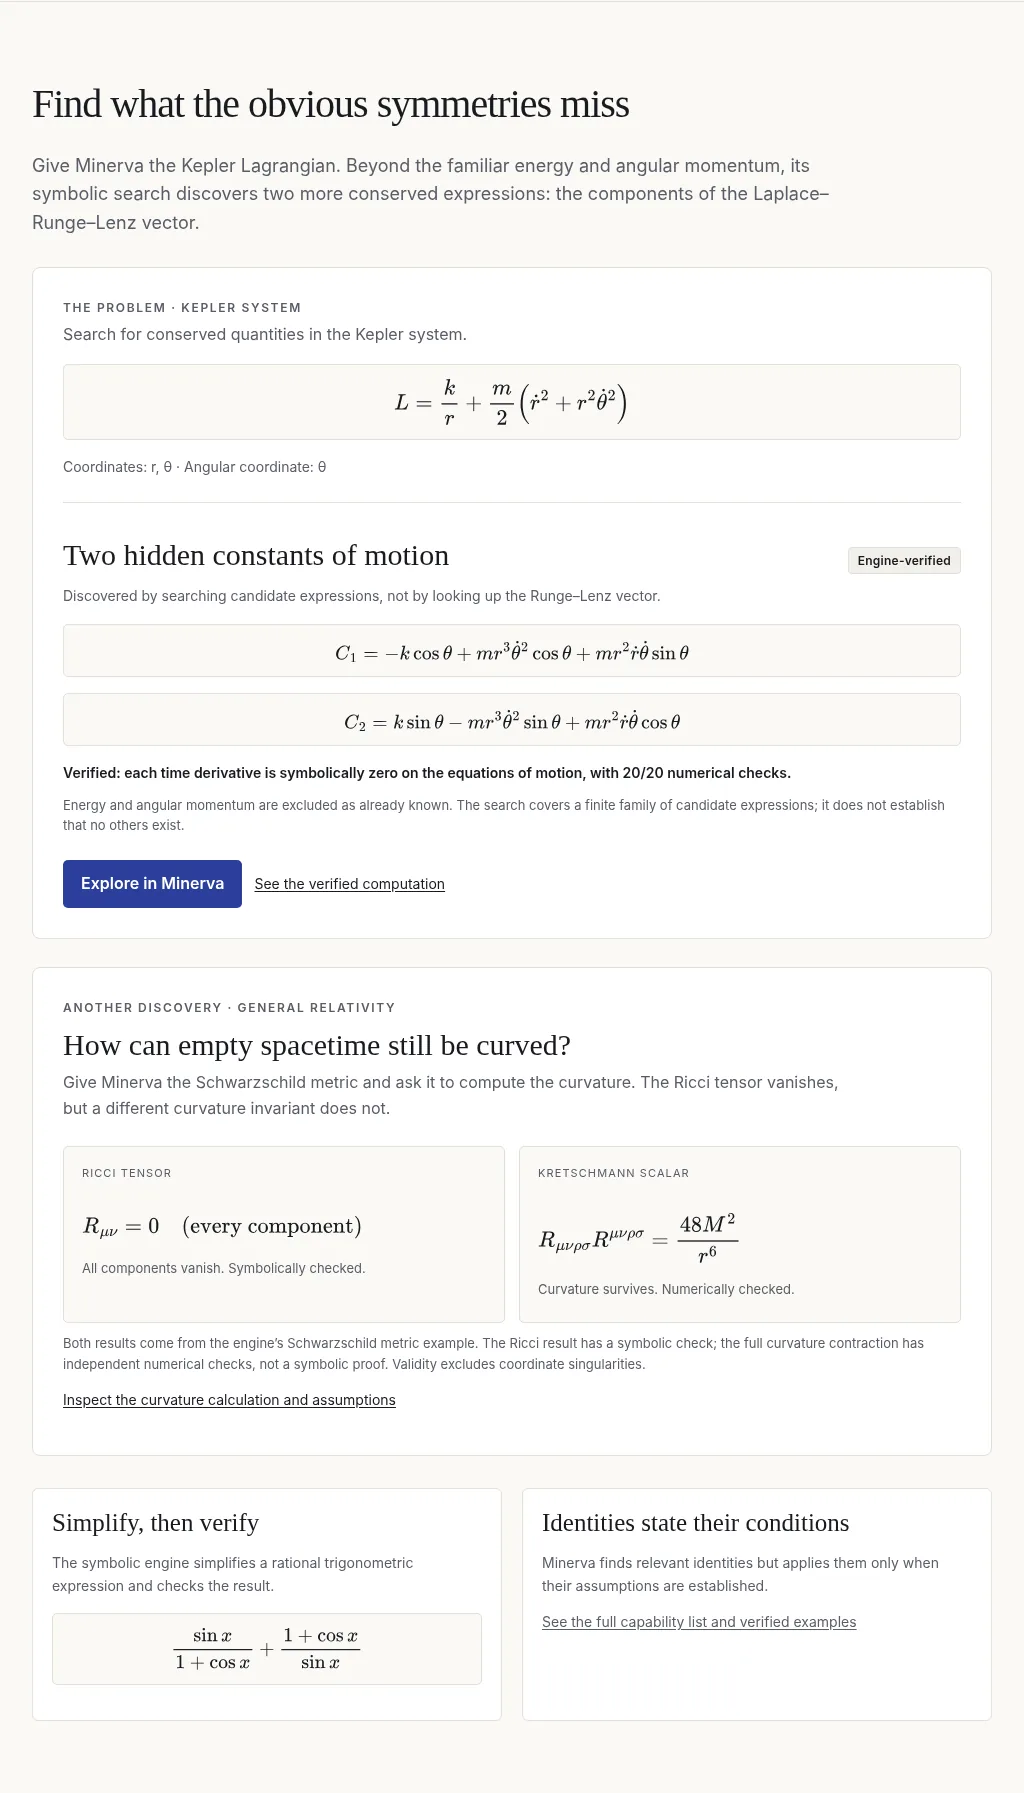 Find what the obvious symmetries miss
Give Minerva the Kepler Lagrangian. Beyond the familiar energy and angular momentum, its
symbolic search discovers two more conserved expressions: the components of the Laplace–
Runge–Lenz vector.
THE PROBLEM · KEPLER SYSTEM
Search for conserved quantities in the Kepler system.
L = k/r + m/2 (ṙ² + r²θ̇²)
Coordinates: r, θ · Angular coordinate: θ
Two hidden constants of motion
Engine-verified
Discovered by searching candidate expressions, not by looking up the Runge–Lenz vector.
C₁ = −k cos θ + mr³θ̇² cos θ + mr²ṙθ̇ sin θ
C₂ = k sin θ − mr³θ̇² sin θ + mr²ṙθ̇ cos θ
Verified: each time derivative is symbolically zero on the equations of motion, with 20/20 numerical checks.
Energy and angular momentum are excluded as already known. The search covers a finite family of candidate expressions; it does not establish
that no others exist.
Explore in Minerva
See the verified computation
ANOTHER DISCOVERY · GENERAL RELATIVITY
How can empty spacetime still be curved?
Give Minerva the Schwarzschild metric and ask it to compute the curvature. The Ricci tensor vanishes,
but a different curvature invariant does not.
RICCI TENSOR
R_μν = 0 (every component)
All components vanish. Symbolically checked.
KRETSCHMANN SCALAR
R_μνρσ R^μνρσ = 48M²/r⁶
Curvature survives. Numerically checked.
Both results come from the engine’s Schwarzschild metric example. The Ricci result has a symbolic check; the full curvature contraction has
independent numerical checks, not a symbolic proof. Validity excludes coordinate singularities.
Inspect the curvature calculation and assumptions
Simplify, then verify
The symbolic engine simplifies a rational trigonometric
expression and checks the result.
sin x/(1 + cos x) + (1 + cos x)/sin x
Identities state their conditions
Minerva finds relevant identities but applies them only when
their assumptions are established.
See the full capability list and verified examples